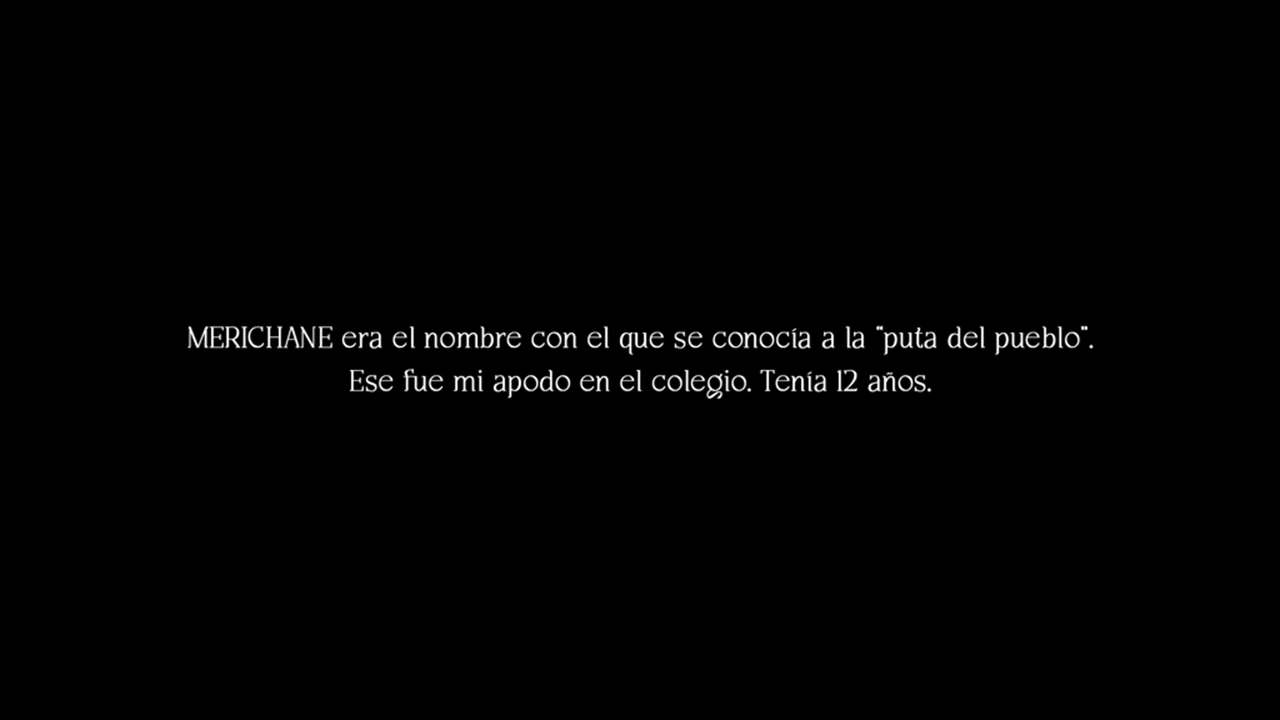 MERICHANE era el nombre con el que se conocía a la "puta del pueblo".
Ese fue mi apodo en el colegio. Tenía 12 años.